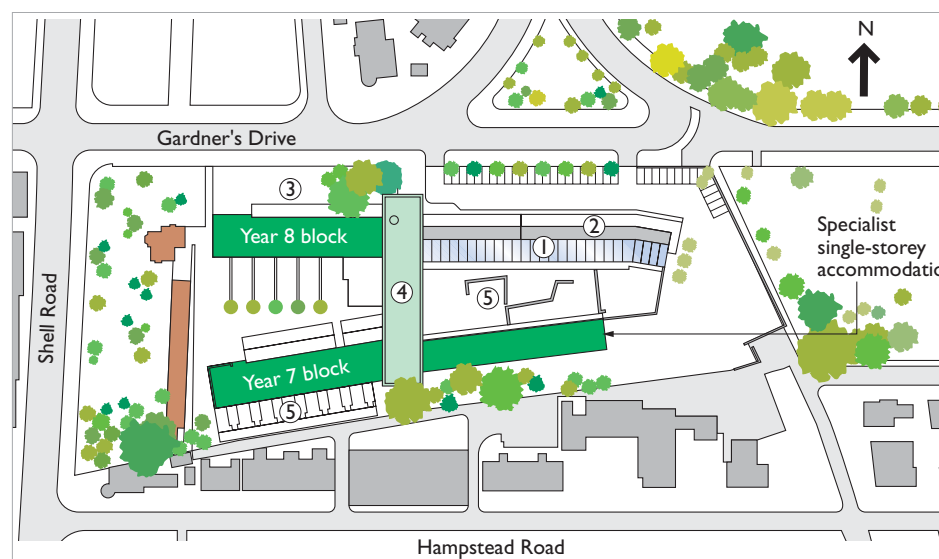 N
Gardner's Drive
③
②
Specialist
single-storey
accommodatio
Year 8 block
①
④
⑤
Shell Road
Year 7 block
⑤
Hampstead Road